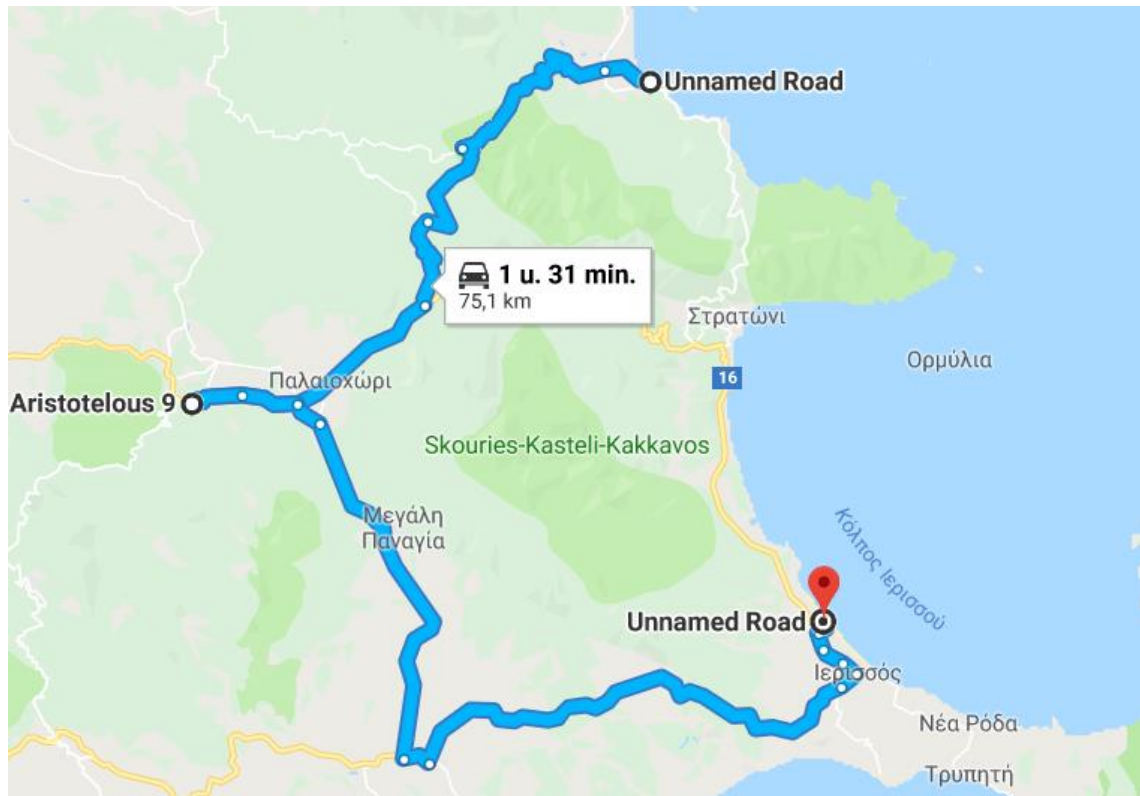 Unnamed Road
1 u. 31 min.
75,1 km
Στρατώνι
Ορμύλια
16
Παλαιοχώρι
Aristotelous 9
Skouries-Kasteli-Kakkavos
Μεγάλη
Παναγία
Κόλπος Ιερισσού
Unnamed Road
Ιερισσός
Νέα Ρόδα
Τρυπητή